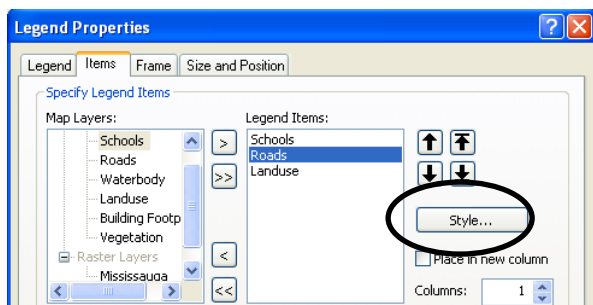 Legend Properties
Legend Items Frame Size and Position
Specify Legend Items
Map Layers: Legend Items:
Schools
Roads
Waterbody
Landuse
Building Footp
Vegetation
Raster Layers
Mississauga
>
>>
<
<<
Schools
Roads
Landuse
Style...
Place in new column
Columns: 1